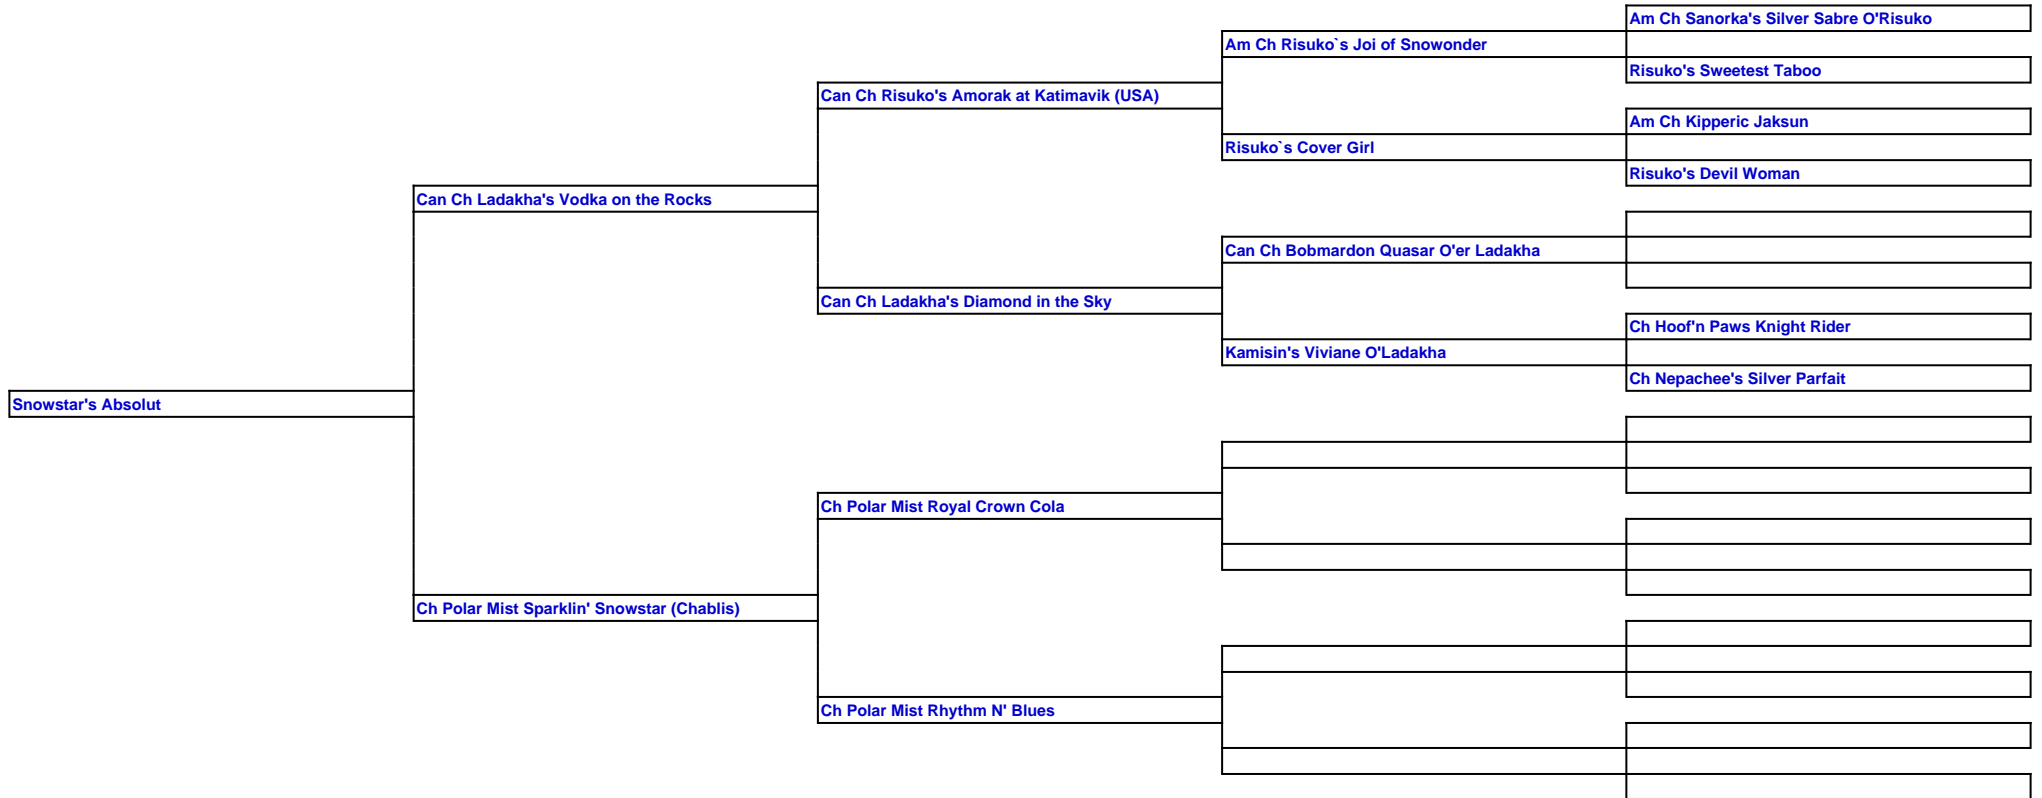 Am Ch Sanorka's Silver Sabre O'Risuko
Am Ch Risuko`s Joi of Snowonder
Risuko's Sweetest Taboo
Can Ch Risuko's Amorak at Katimavik (USA)
Am Ch Kipperic Jaksun
Risuko`s Cover Girl
Risuko's Devil Woman
Can Ch Ladakha's Vodka on the Rocks
Can Ch Bobmardon Quasar O'er Ladakha
Can Ch Ladakha's Diamond in the Sky
Ch Hoof'n Paws Knight Rider
Kamisin's Viviane O'Ladakha
Ch Nepachee's Silver Parfait
Snowstar's Absolut
Ch Polar Mist Royal Crown Cola
Ch Polar Mist Sparklin' Snowstar (Chablis)
Ch Polar Mist Rhythm N' Blues